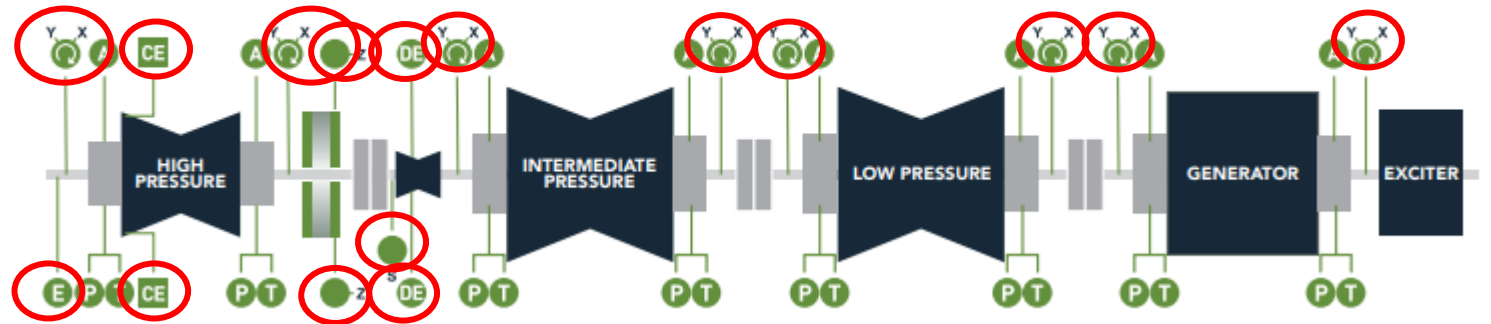 Y X Y X Y X Y X Y X Y X Y X Y X
A CE A Z DE A A A A A A
HIGH
PRESSURE
INTERMEDIATE
PRESSURE
LOW PRESSURE
GENERATOR
EXCITER
S
E P CE P T Z DE P T P T P T P T P T P T